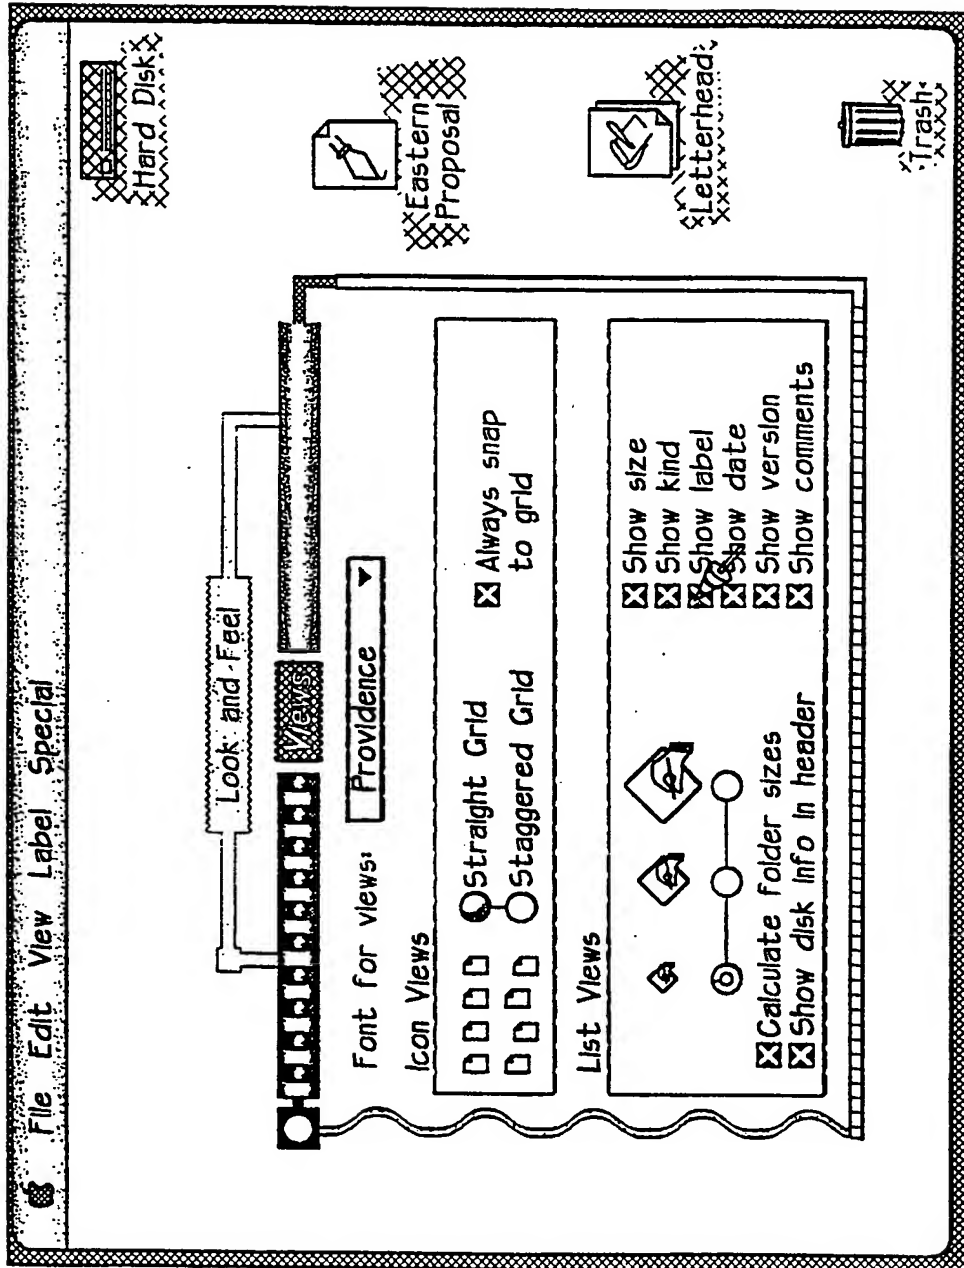 File Edit View Label Special
Hard Disk
Look and Feel
Views
Eastern
Proposal
Font for views: Providence
Icon Views
Straight Grid
Staggered Grid
Always snap
to grid
Letterhead
List Views
Show size
Show kind
Show label
Show date
Show version
Show comments
Calculate folder sizes
Show disk info in header
Trash